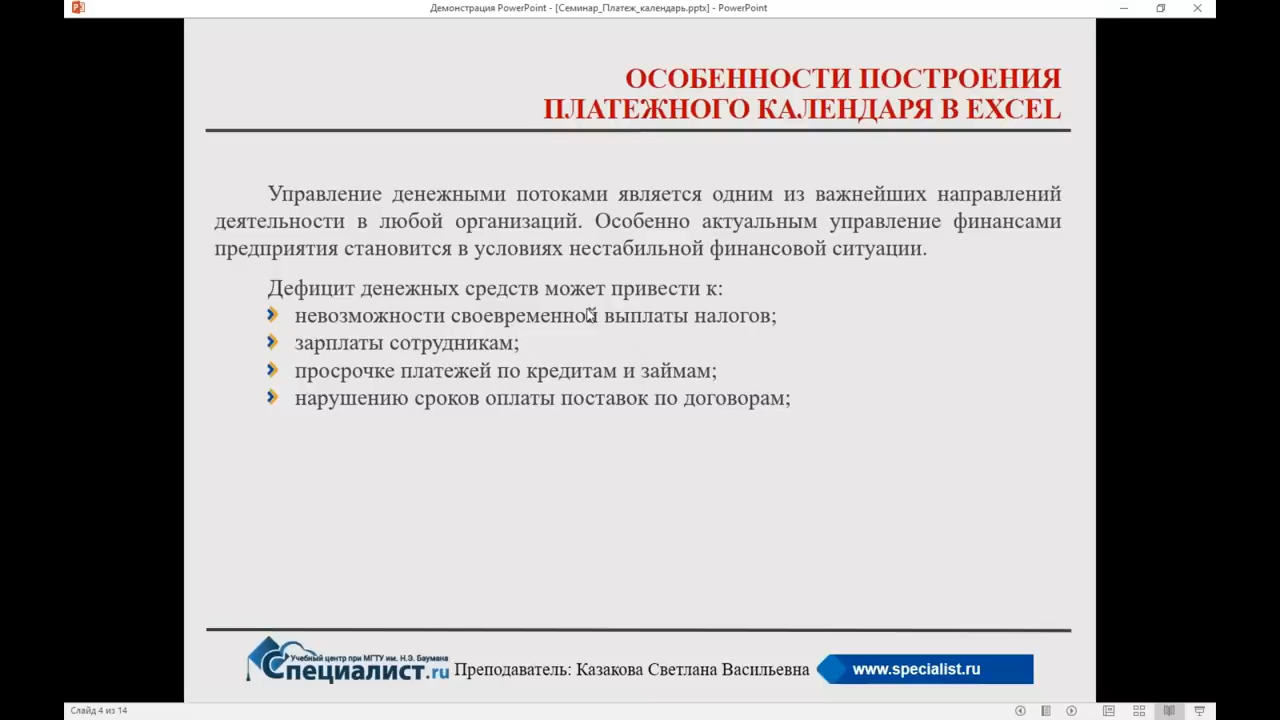 Демонстрация PowerPoint - [Семинар_Платеж_календарь.pptx] - PowerPoint
ОСОБЕННОСТИ ПОСТРОЕНИЯ
ПЛАТЕЖНОГО КАЛЕНДАРЯ В EXCEL
Управление денежными потоками является одним из важнейших направлений
деятельности в любой организаций. Особенно актуальным управление финансами
предприятия становится в условиях нестабильной финансовой ситуации.
Дефицит денежных средств может привести к:
невозможности своевременной выплаты налогов;
зарплаты сотрудникам;
просрочке платежей по кредитам и займам;
нарушению сроков оплаты поставок по договорам;
Учебный центр при МГТУ им. Н.Э. Баумана
Специалист.ru
Преподаватель: Казакова Светлана Васильевна
www.specialist.ru
Слайд 4 из 14